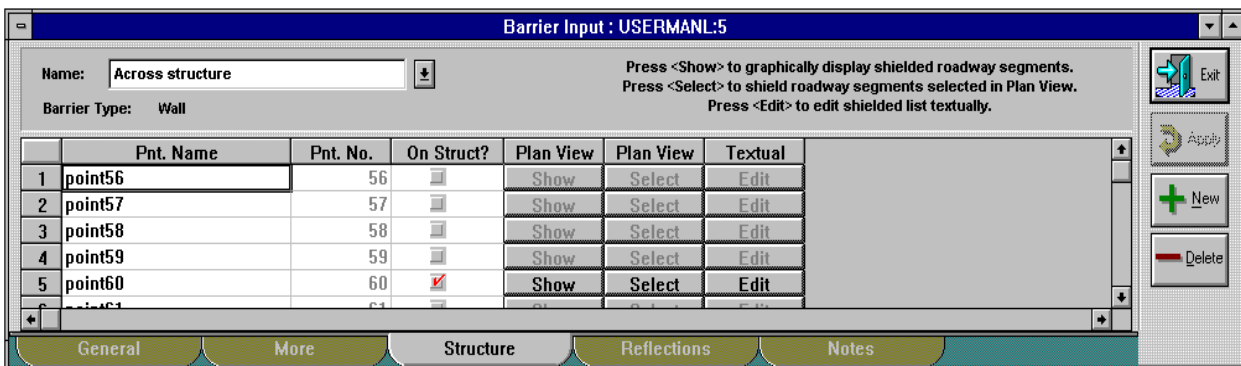 Barrier Input : USERMANL:5
Name: Across structure
Barrier Type: Wall
Press <Show> to graphically display shielded roadway segments.
Press <Select> to shield roadway segments selected in Plan View.
Press <Edit> to edit shielded list textually.
Exit
Apply
New
Delete
Pnt. Name Pnt. No. On Struct? Plan View Plan View Textual
1 point56 56 Show Select Edit
2 point57 57 Show Select Edit
3 point58 58 Show Select Edit
4 point59 59 Show Select Edit
5 point60 60 Show Select Edit
General More Structure Reflections Notes